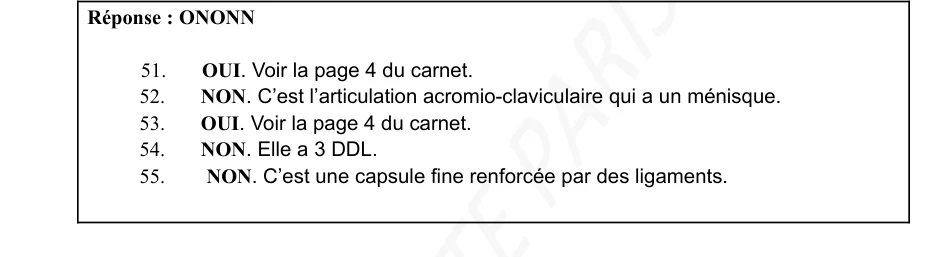 Réponse : ONONN
51. OUI. Voir la page 4 du carnet.
52. NON. C’est l’articulation acromio-claviculaire qui a un ménisque.
53. OUI. Voir la page 4 du carnet.
54. NON. Elle a 3 DDL.
55. NON. C’est une capsule fine renforcée par des ligaments.
TE PARIS